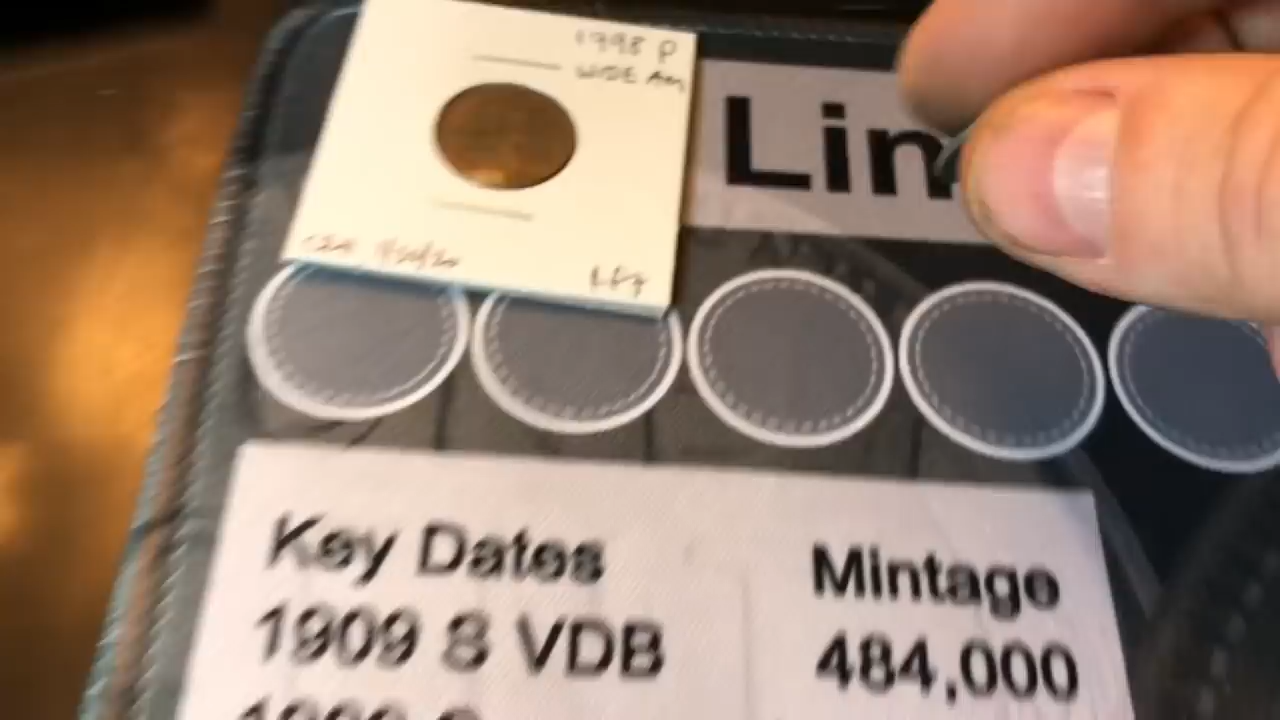 1998 P
WIDE AM
Lin
Key Dates Mintage
1909 S VDB 484,000